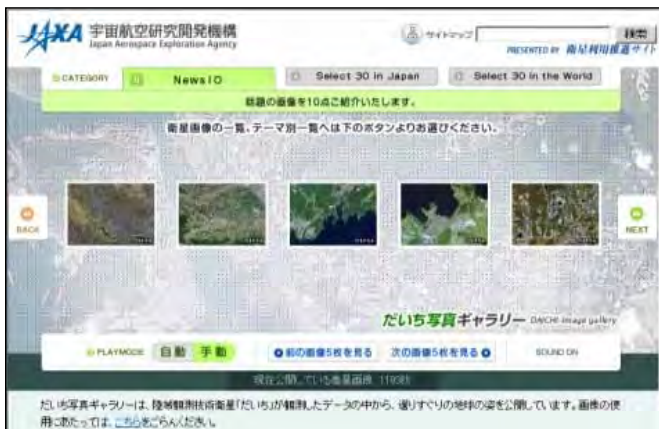 JAXA 宇宙航空研究開発機構
Japan Aerospace Exploration Agency
サイトマップ
検索
PRESENTED BY 衛星利用推進サイト
CATEGORY
News10
Select 30 in Japan
Select 30 in the World
話題の画像を10点ご紹介いたします。
衛星画像の一覧、テーマ別一覧へは下のボタンよりお選びください。
BACK
NEXT
だいち写真ギャラリー DAICHI image gallery
PLAYMODE 自動 手動
前の画像5枚を見る 次の画像5枚を見る
SOUND ON
現在公開している衛星画像
だいち写真ギャラリーは、陸域観測技術衛星「だいち」が観測したデータの中から、選りすぐりの地球の姿を公開しています。画像の使
用にあたっては、こちらをごらんください。